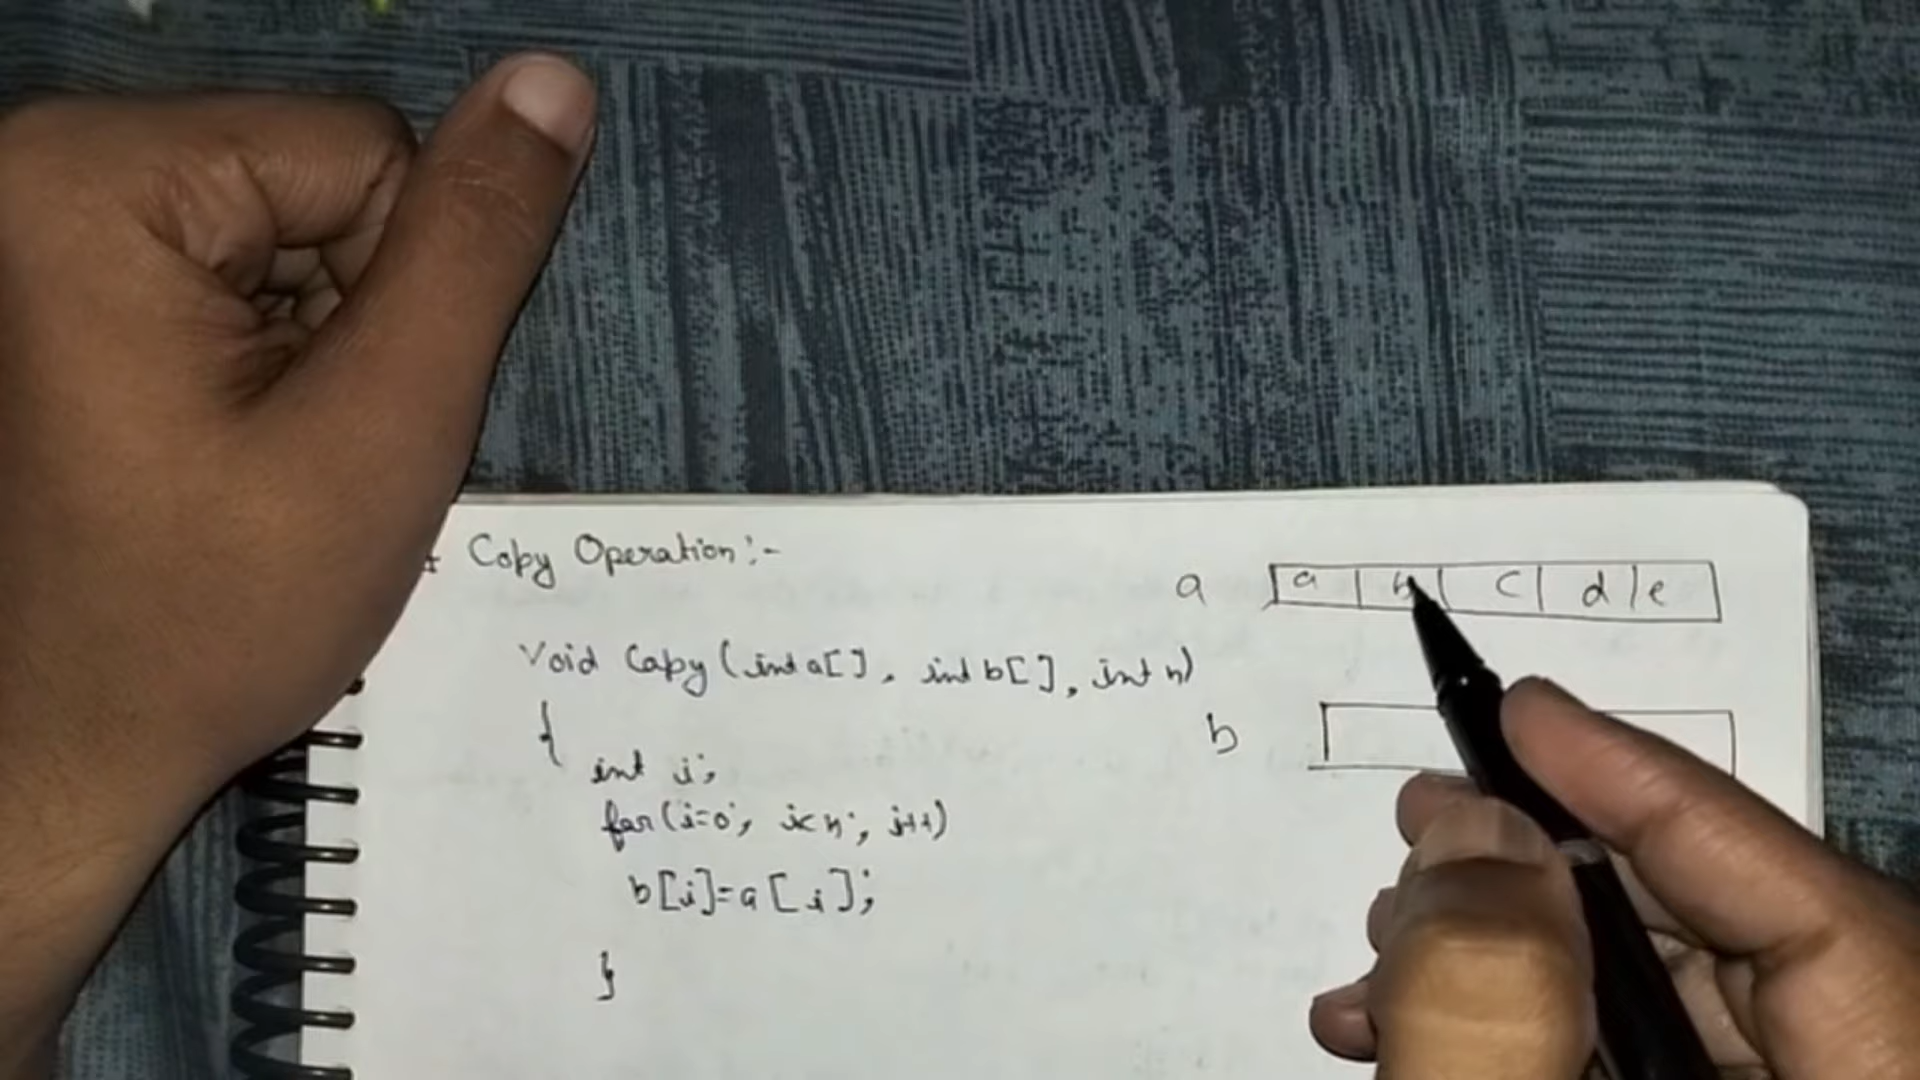 Copy Operation:-
Void Copy (int a[], int b[], int n)
{
int i;
for(i=0; i<n; i++)
b[i]=a[i];
}
a
a b c d e
b